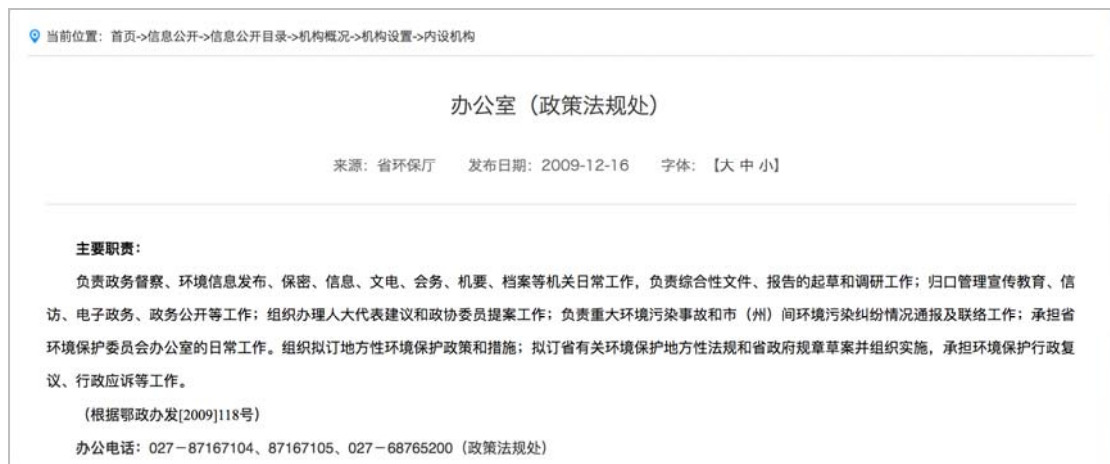 当前位置：首页->信息公开->信息公开目录->机构概况->机构设置->内设机构
办公室（政策法规处）
来源：省环保厅 发布日期：2009-12-16 字体：【大 中 小】
主要职责：
负责政务督察、环境信息发布、保密、信息、文电、会务、机要、档案等机关日常工作，负责综合性文件、报告的起草和调研工作；归口管理宣传教育、信
访、电子政务、政务公开等工作；组织办理人大代表建议和政协委员提案工作；负责重大环境污染事故和市（州）间环境污染纠纷情况通报及联络工作；承担省
环境保护委员会办公室的日常工作。组织拟订地方性环境保护政策和措施；拟订省有关环境保护地方性法规和省政府规章草案并组织实施，承担环境保护行政复
议、行政应诉等工作。
（根据鄂政办发[2009]118号）
办公电话：027－87167104、87167105、027－68765200（政策法规处）